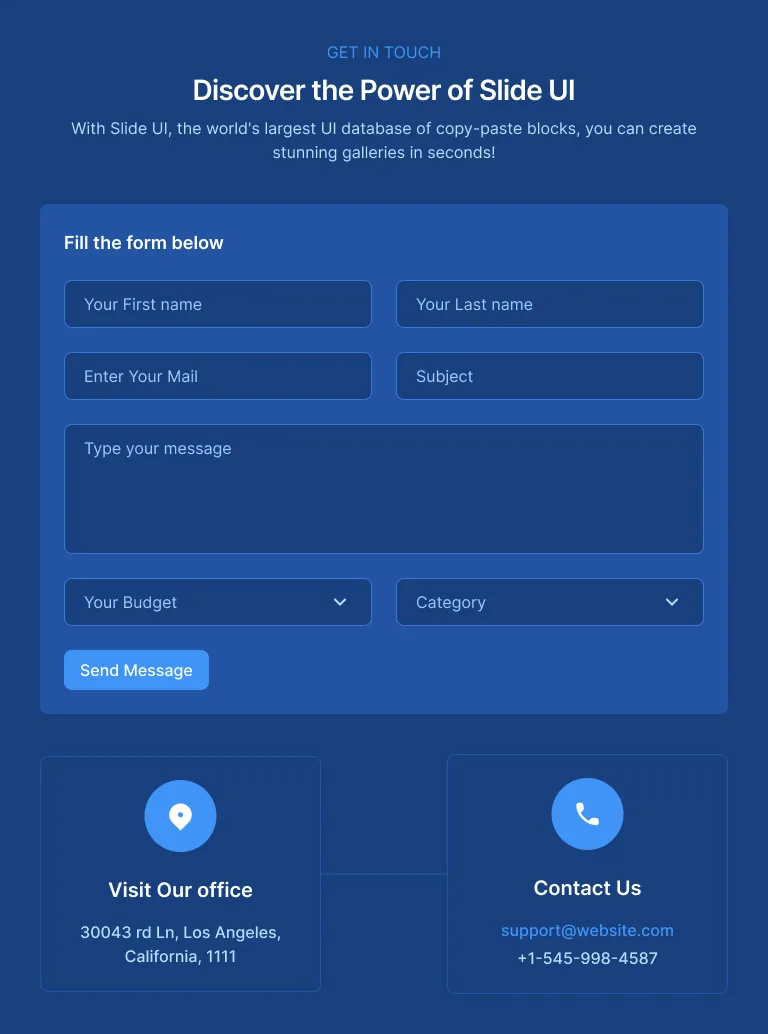 GET IN TOUCH
Discover the Power of Slide UI
With Slide UI, the world's largest UI database of copy-paste blocks, you can create
stunning galleries in seconds!
Fill the form below
Your First name
Your Last name
Enter Your Mail
Subject
Type your message
Your Budget
Category
Send Message
Visit Our office
30043 rd Ln, Los Angeles,
California, 1111
Contact Us
support@website.com
+1-545-998-4587